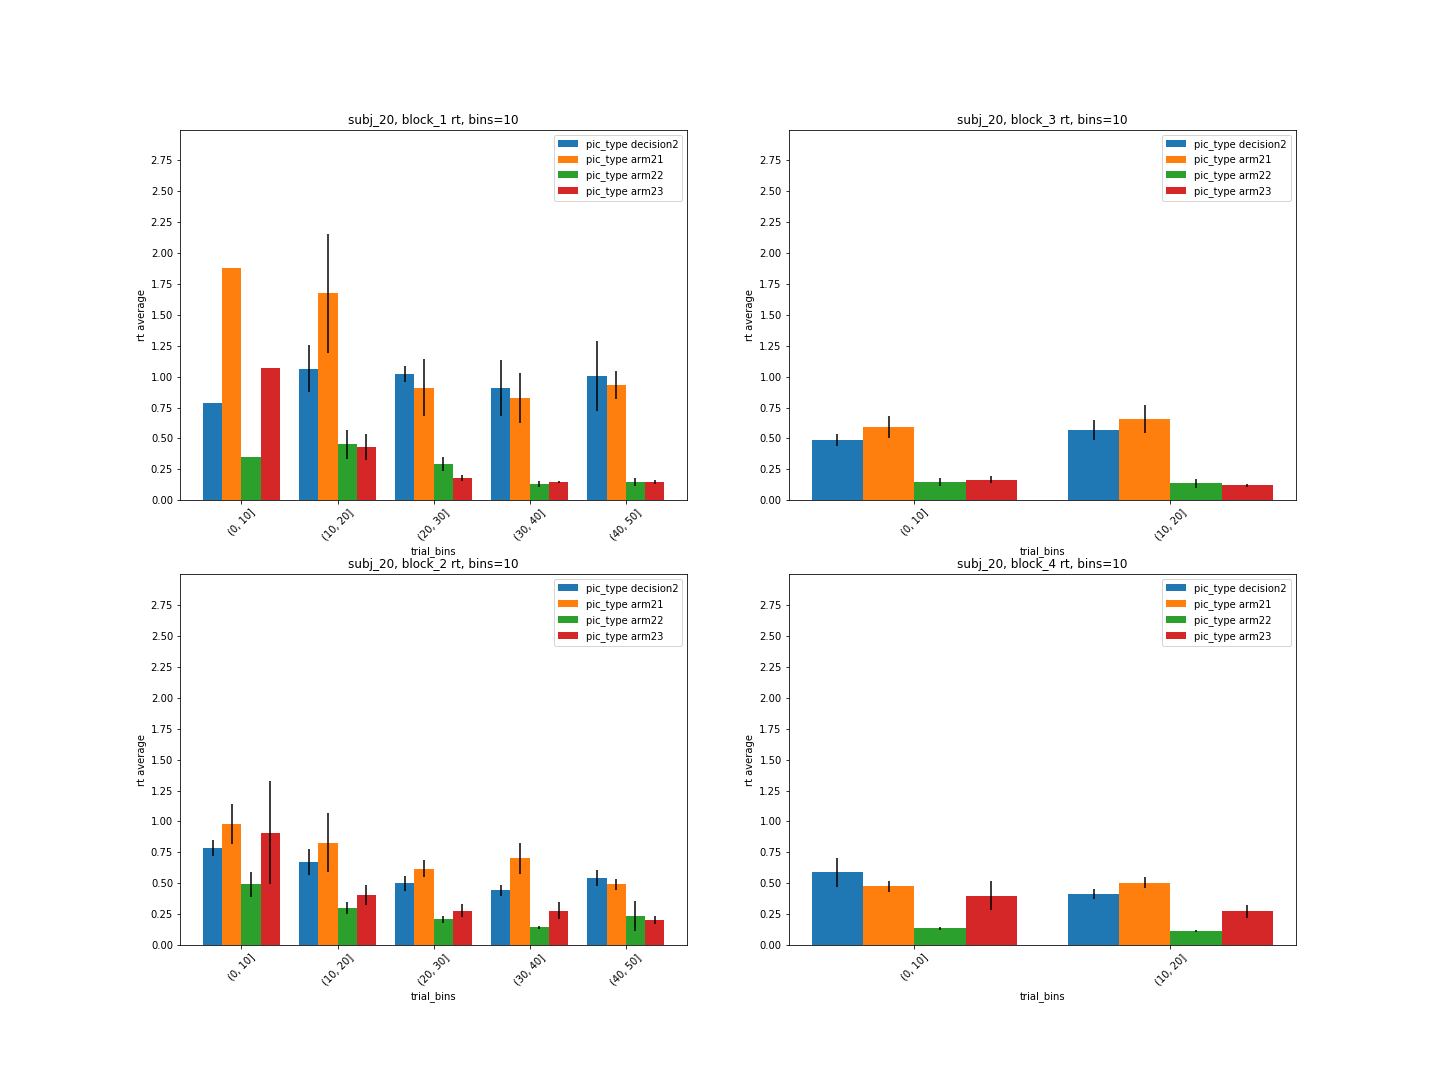 subj_20, block_1 rt, bins=10
pic_type decision2
pic_type arm21
pic_type arm22
pic_type arm23
2.75
2.50
2.25
2.00
1.75
1.50
1.25
1.00
0.75
0.50
0.25
0.00
rt average
(0, 10]
(10, 20]
(20, 30]
(30, 40]
(40, 50]
trial_bins
subj_20, block_3 rt, bins=10
pic_type decision2
pic_type arm21
pic_type arm22
pic_type arm23
2.75
2.50
2.25
2.00
1.75
1.50
1.25
1.00
0.75
0.50
0.25
0.00
rt average
(0, 10]
(10, 20]
trial_bins
subj_20, block_2 rt, bins=10
pic_type decision2
pic_type arm21
pic_type arm22
pic_type arm23
2.75
2.50
2.25
2.00
1.75
1.50
1.25
1.00
0.75
0.50
0.25
0.00
rt average
(0, 10]
(10, 20]
(20, 30]
(30, 40]
(40, 50]
trial_bins
subj_20, block_4 rt, bins=10
pic_type decision2
pic_type arm21
pic_type arm22
pic_type arm23
2.75
2.50
2.25
2.00
1.75
1.50
1.25
1.00
0.75
0.50
0.25
0.00
rt average
(0, 10]
(10, 20]
trial_bins